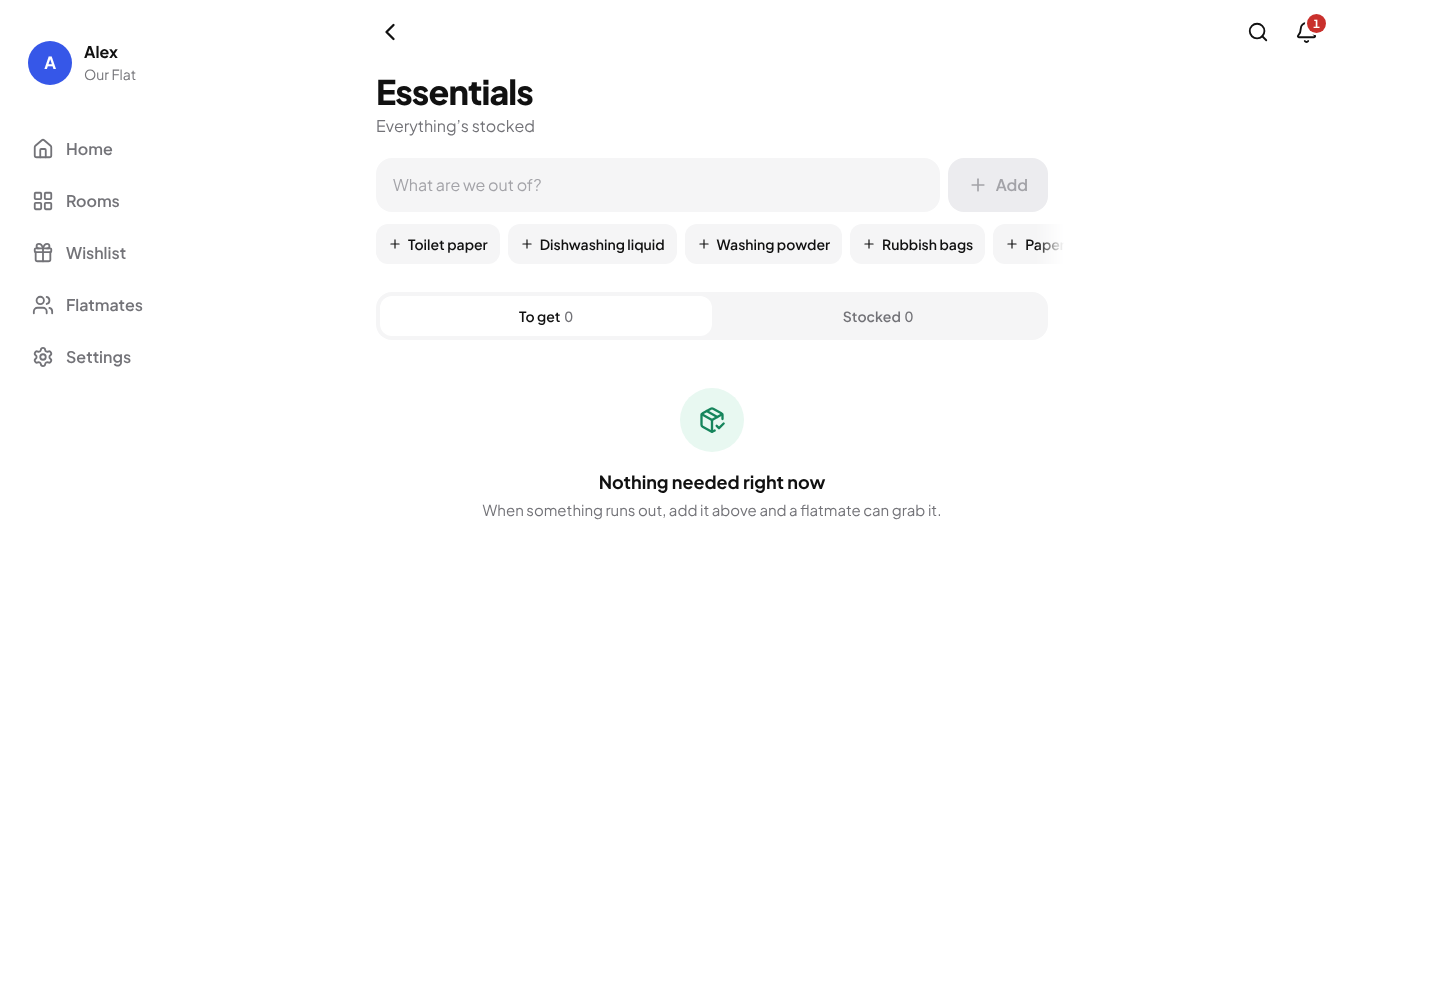 A
Alex
Our Flat
Home
Rooms
Wishlist
Flatmates
Settings
1
Essentials
Everything's stocked
What are we out of?
Add
Toilet paper
Dishwashing liquid
Washing powder
Rubbish bags
To get 0
Stocked 0
Nothing needed right now
When something runs out, add it above and a flatmate can grab it.